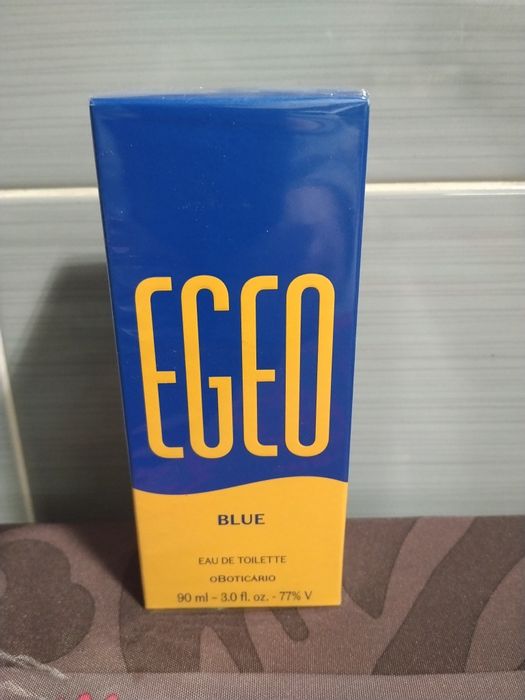 EGEO
BLUE
EAU DE TOILETTE
oBOTICÁRIO
90 ml - 3.0 fl. oz. - 77% V